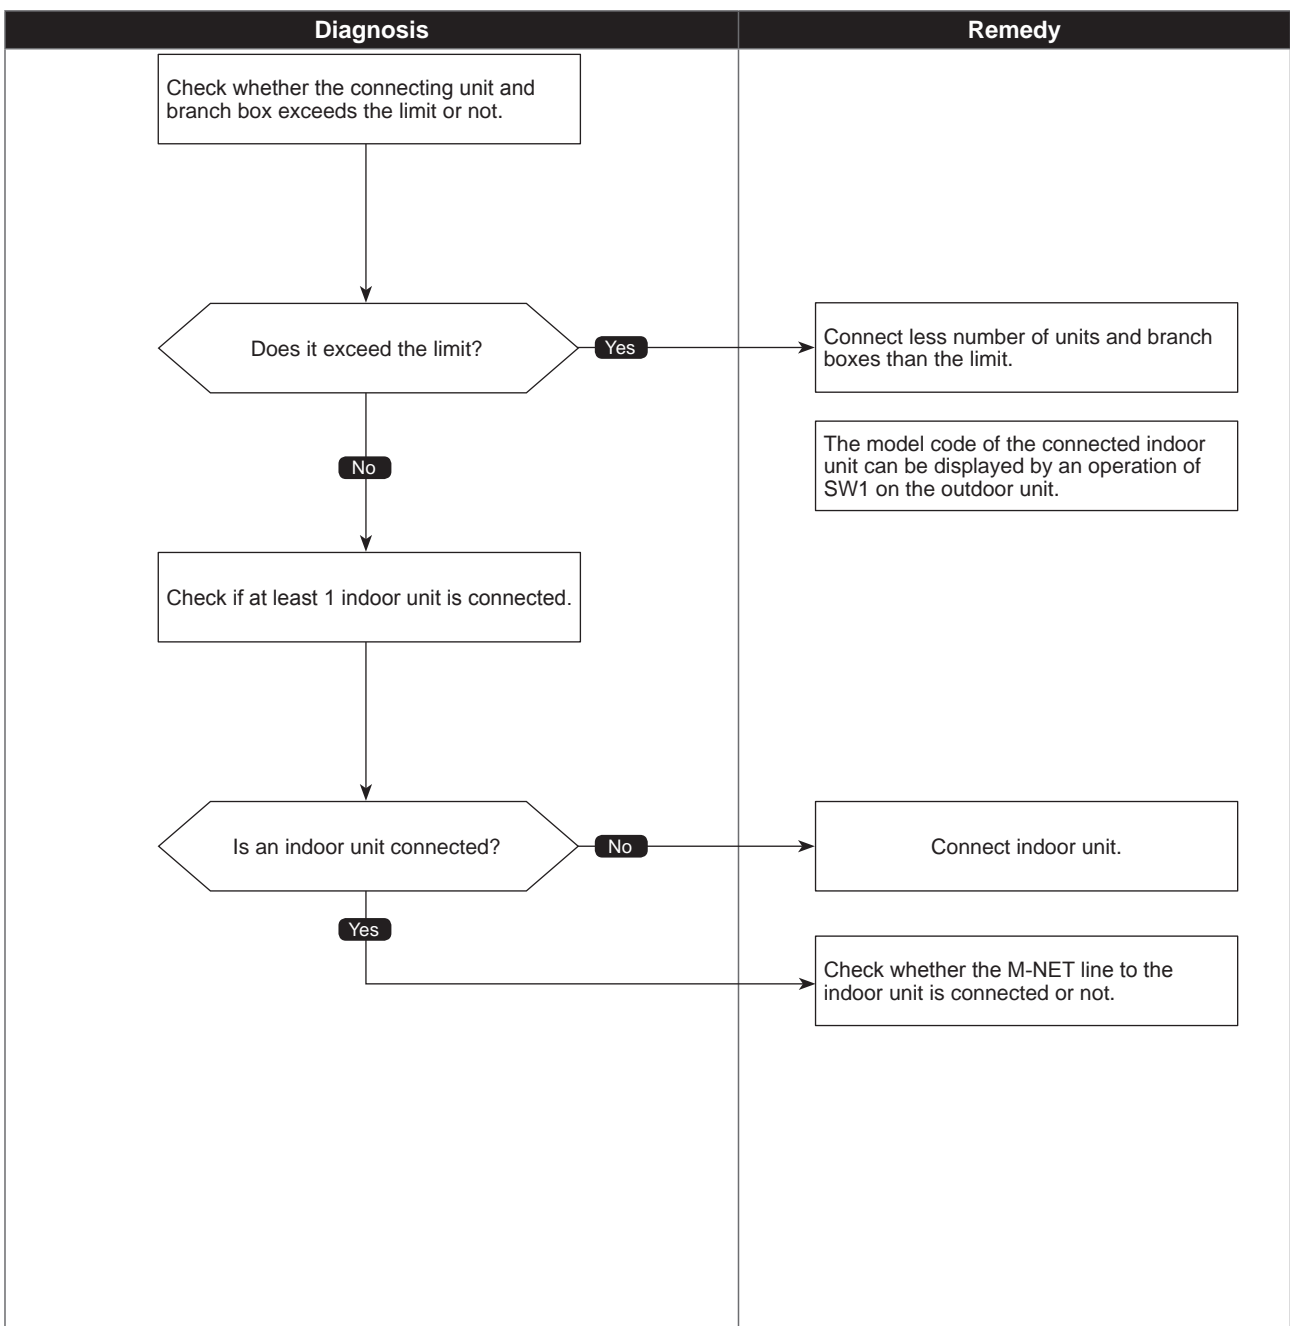 Diagnosis
Remedy
Check whether the connecting unit and
branch box exceeds the limit or not.
Does it exceed the limit?
Yes
Connect less number of units and branch
boxes than the limit.
The model code of the connected indoor
unit can be displayed by an operation of
SW1 on the outdoor unit.
No
Check if at least 1 indoor unit is connected.
Is an indoor unit connected?
No
Connect indoor unit.
Yes
Check whether the M-NET line to the
indoor unit is connected or not.